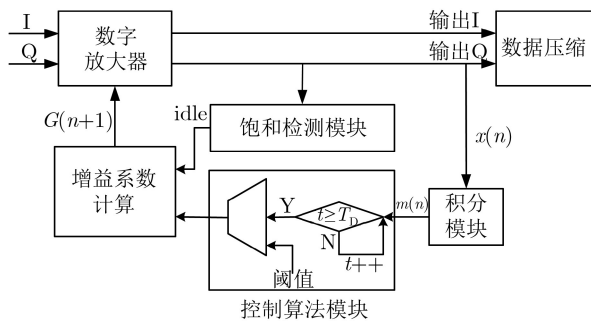 I
Q
数字
放大器
输出I
输出Q
数据压缩
G(n+1)
idle
饱和检测模块
x(n)
增益系数
计算
Y
t≥T_D
N
t++
阈值
m(n)
积分
模块
控制算法模块